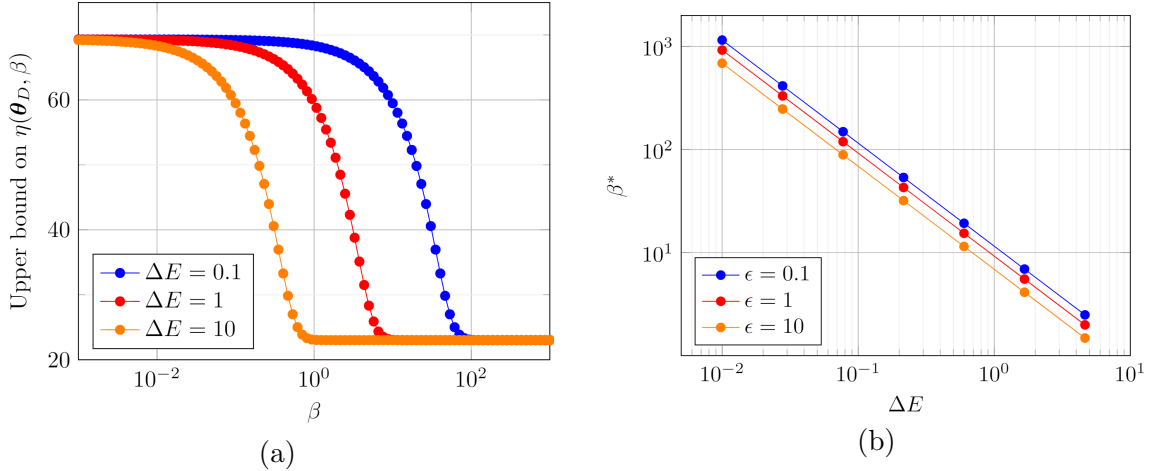 Upper bound on η(θ_D, β)
60
40
20
10^−2
10^0
10^2
β
ΔE = 0.1
ΔE = 1
ΔE = 10
(a)
β*
10^3
10^2
10^1
10^−2
10^−1
10^0
10^1
ΔE
ϵ = 0.1
ϵ = 1
ϵ = 10
(b)